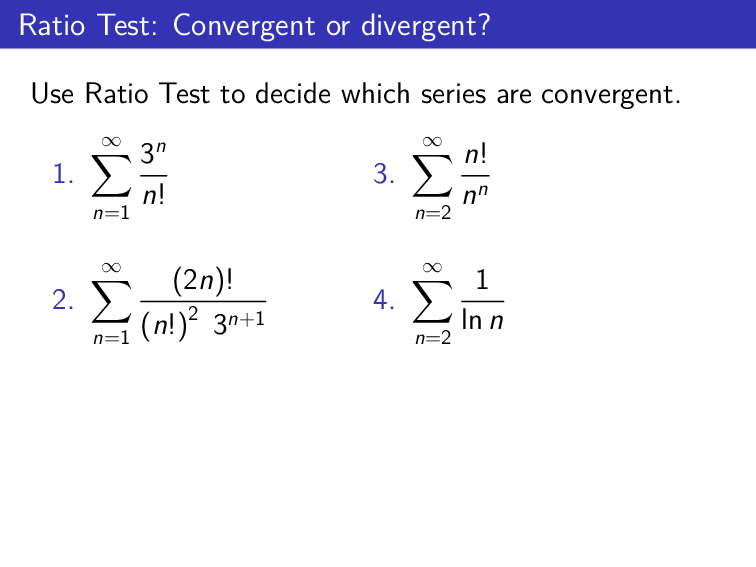 Ratio Test: Convergent or divergent?
Use Ratio Test to decide which series are convergent.
1. $\sum_{n=1}^{\infty} \frac{3^n}{n!}$
2. $\sum_{n=1}^{\infty} \frac{(2n)!}{(n!)^2 \ 3^{n+1}}$
3. $\sum_{n=2}^{\infty} \frac{n!}{n^n}$
4. $\sum_{n=2}^{\infty} \frac{1}{\ln n}$